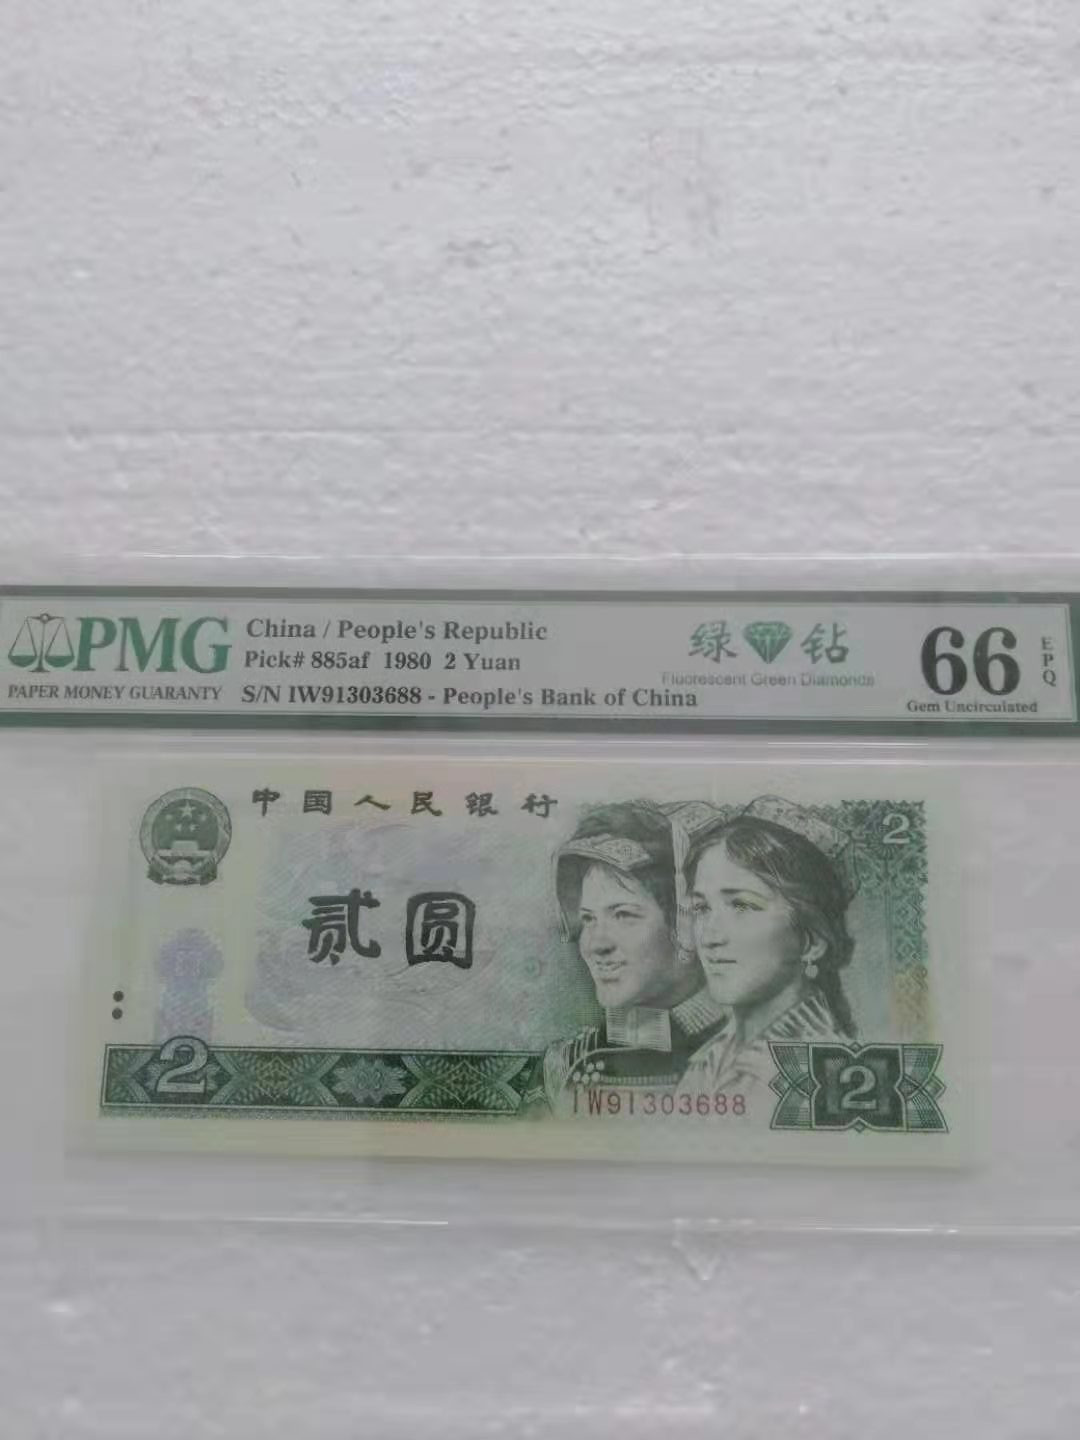 PMG
PAPER MONEY GUARANTY
China / People's Republic
Pick# 885af 1980 2 Yuan
S/N IW91303688 - People's Bank of China
绿 钻
Fluorescent Green Diamonds
66
EPQ
Gem Uncirculated
中国人民银行
2
贰圆
2
IW91303688
2